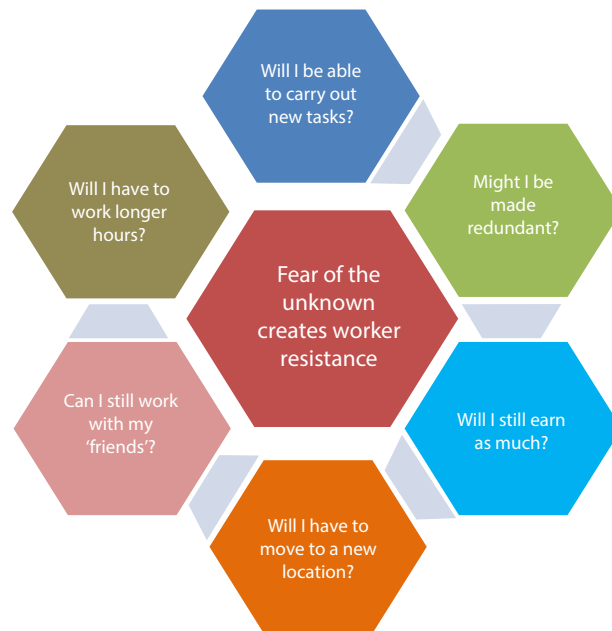 Will I be able
to carry out
new tasks?
Might I be
made
redundant?
Will I still earn
as much?
Will I have to
move to a new
location?
Can I still work
with my
‘friends’?
Will I have to
work longer
hours?
Fear of the
unknown
creates worker
resistance